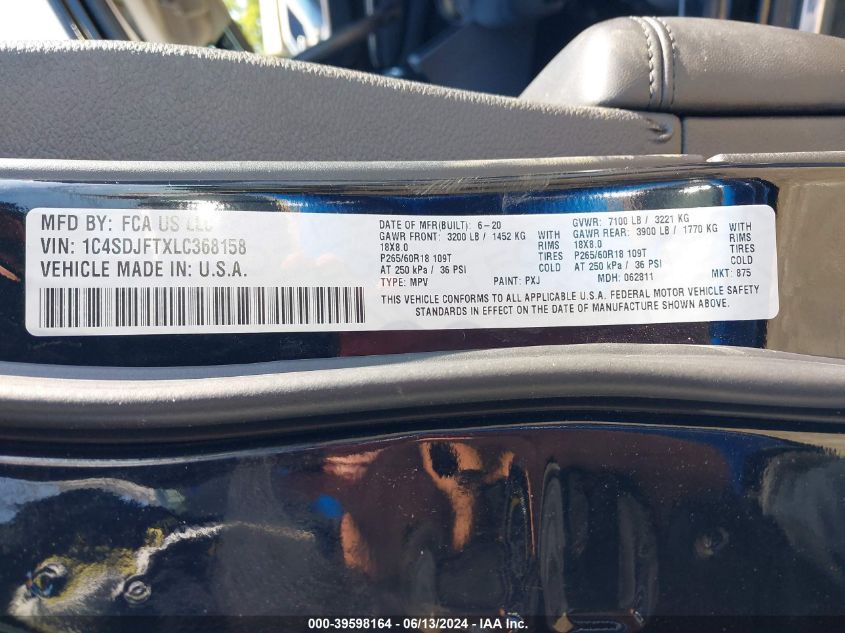 MFD BY: FCA US LLC
VIN: 1C4SDJFTXLC368158
VEHICLE MADE IN U.S.A.
DATE OF MFR(BUILT): 6-20 GVWR: 7100 LB / 3221 KG
GAWR FRONT: 3200 LB / 1452 KG WITH GAWR REAR: 3900 LB / 1770 KG WITH
18X8.0 RIMS 18X8.0 RIMS
P265/60R18 109T TIRES P265/60R18 109T TIRES
AT 250 kPa / 36 PSI COLD AT 250 kPa / 36 PSI COLD
TYPE: MPV PAINT: PXJ MDH: 062811 MKT: 875
THIS VEHICLE CONFORMS TO ALL APPLICABLE U.S.A. FEDERAL MOTOR VEHICLE SAFETY
STANDARDS IN EFFECT ON THE DATE OF MANUFACTURE SHOWN ABOVE.
000-39598164 - 06/13/2024 - IAA Inc.